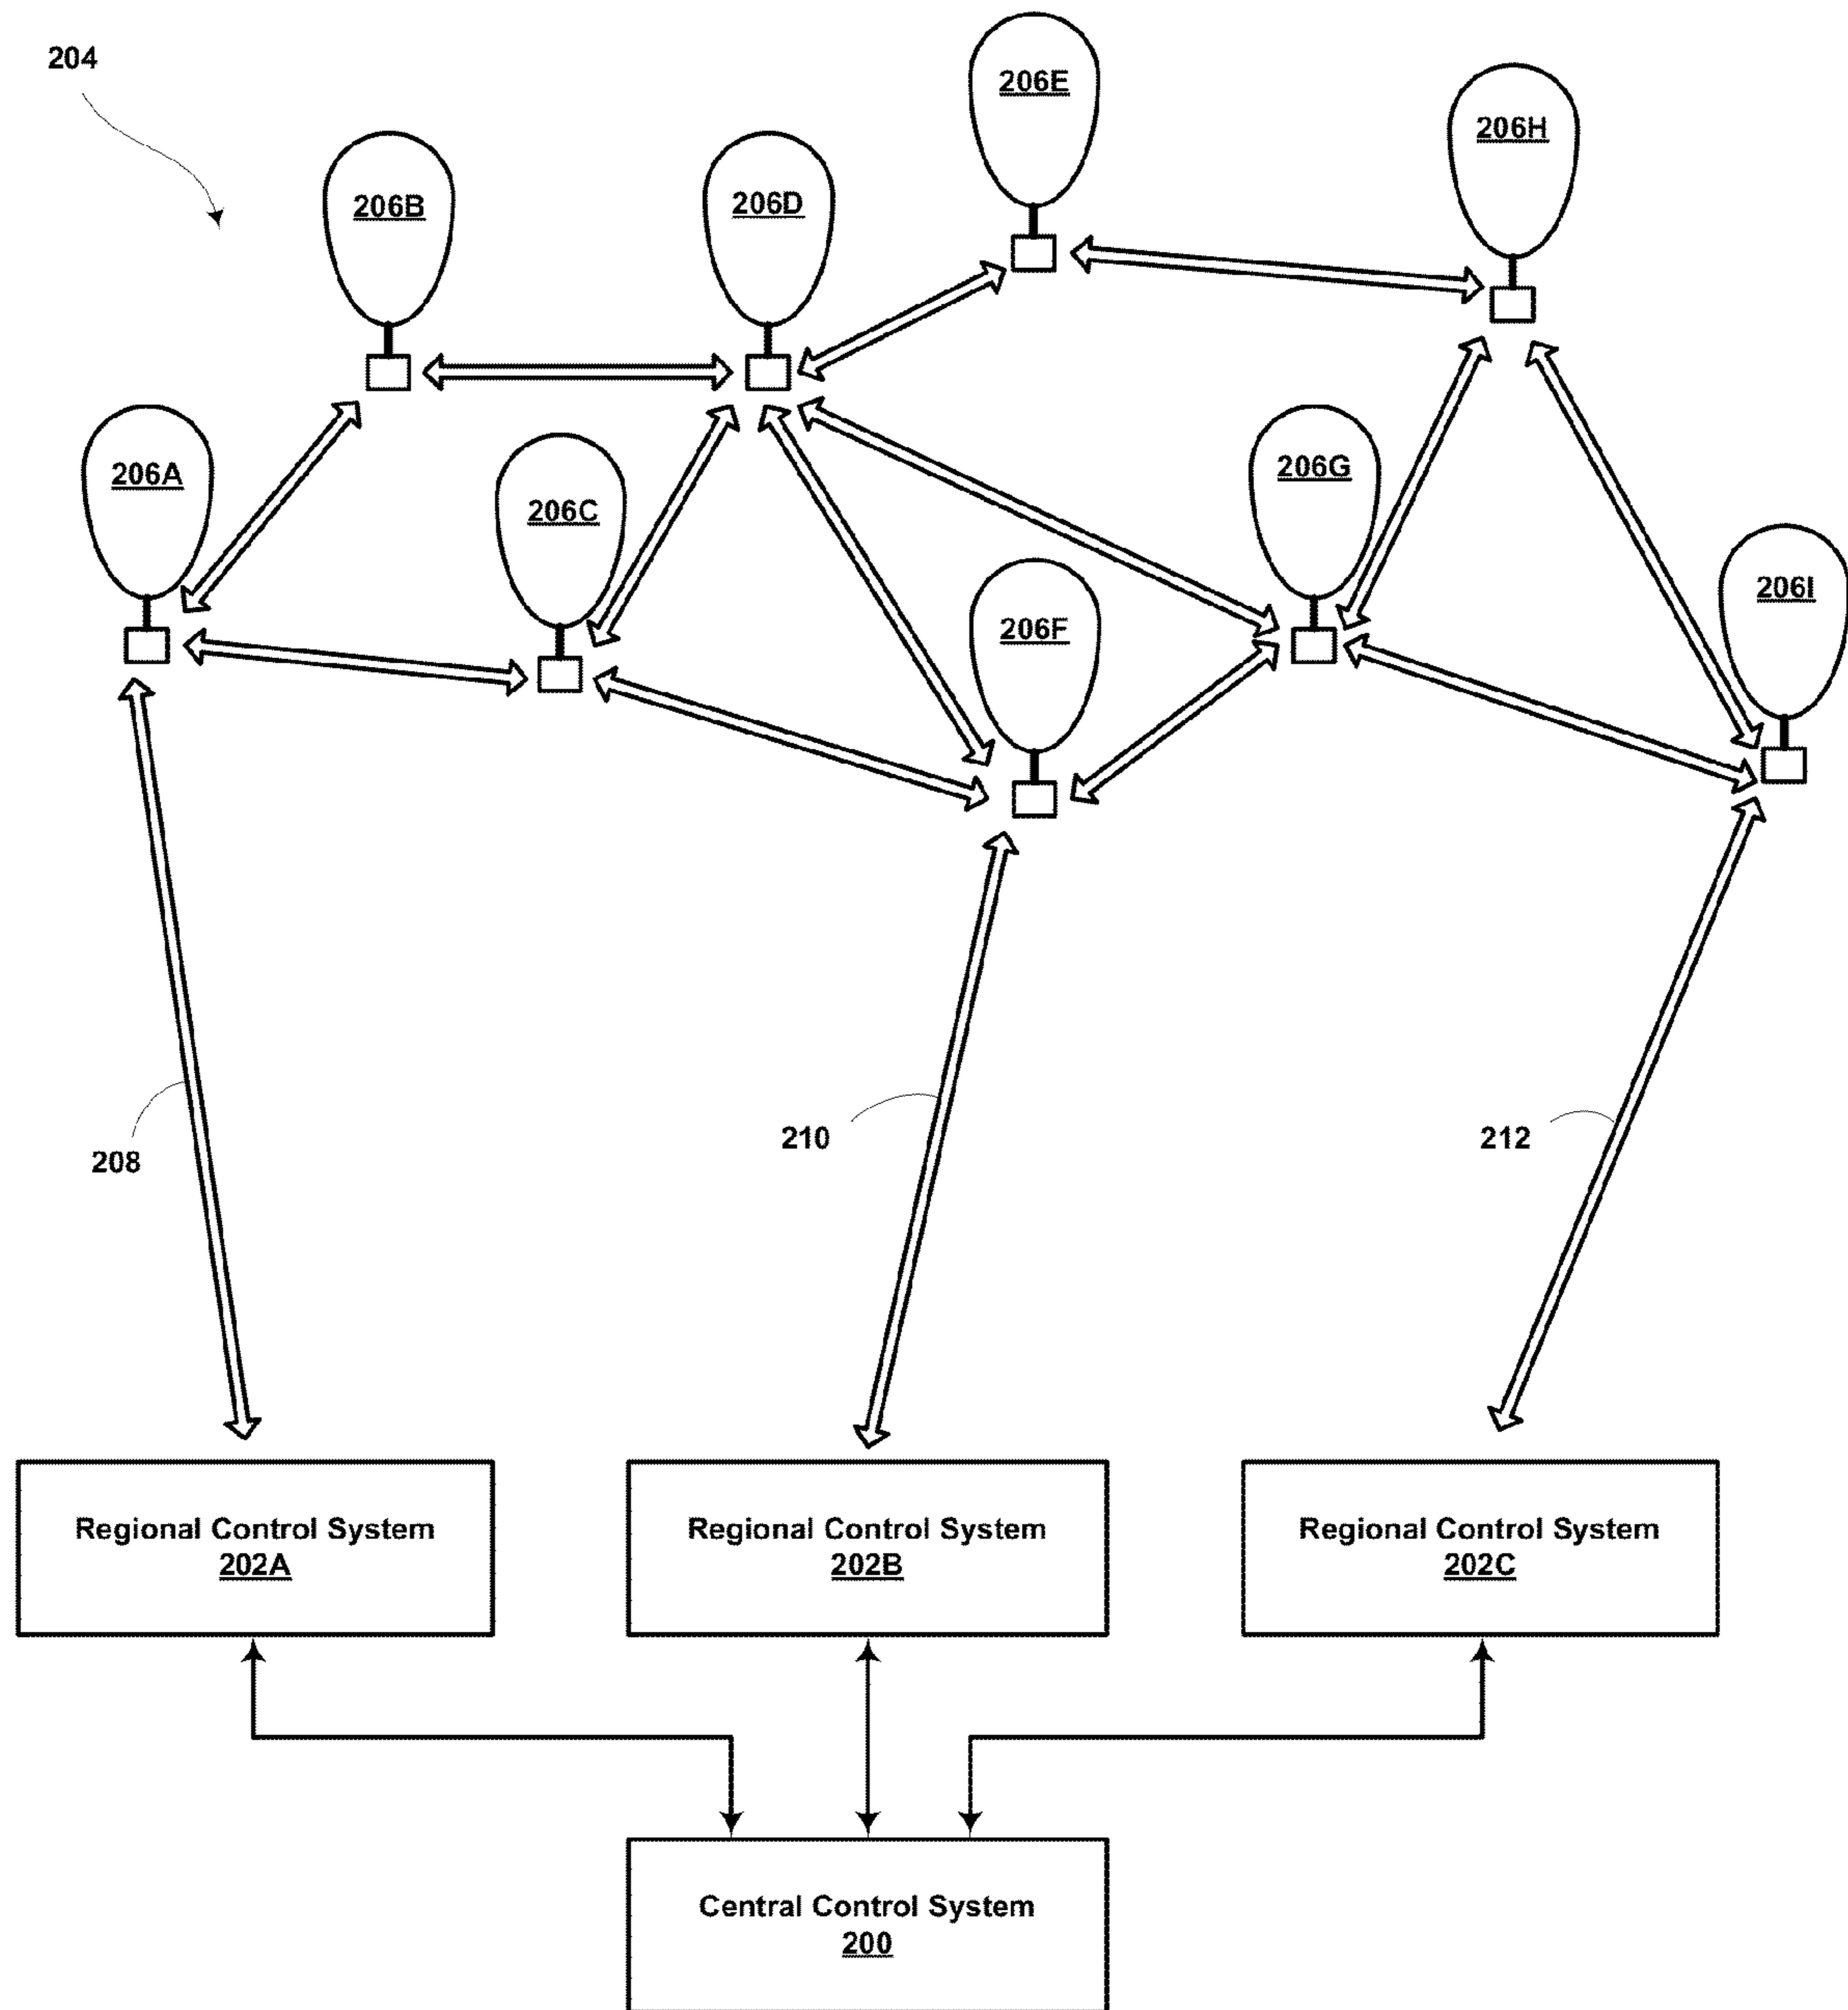 204
206E
206H
206B
206D
206A
206G
206C
206I
206F
210
212
208
Regional Control System
202A
Regional Control System
202B
Regional Control System
202C
Central Control System
200